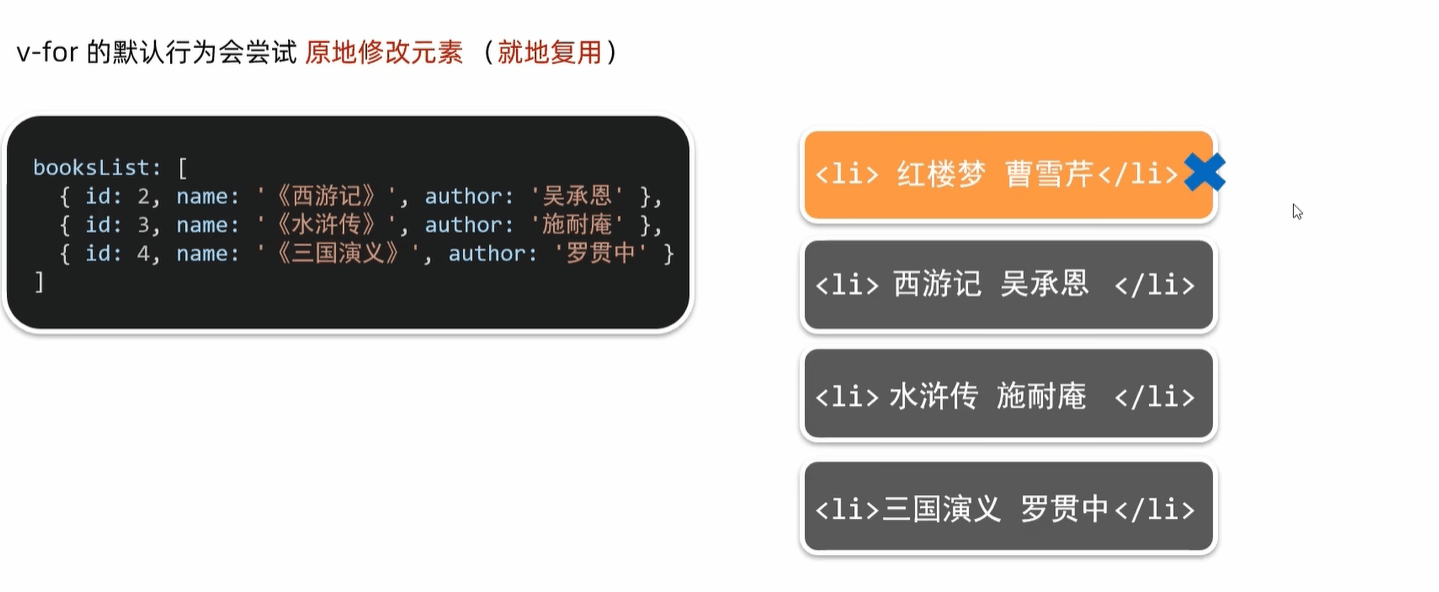 v-for 的默认行为会尝试 原地修改元素 (就地复用)
booksList: [
{ id: 2, name: '《西游记》', author: '吴承恩' },
{ id: 3, name: '《水浒传》', author: '施耐庵' },
{ id: 4, name: '《三国演义》', author: '罗贯中' }
]
<li> 红楼梦 曹雪芹</li>
<li> 西游记 吴承恩 </li>
<li> 水浒传 施耐庵 </li>
<li>三国演义 罗贯中</li>